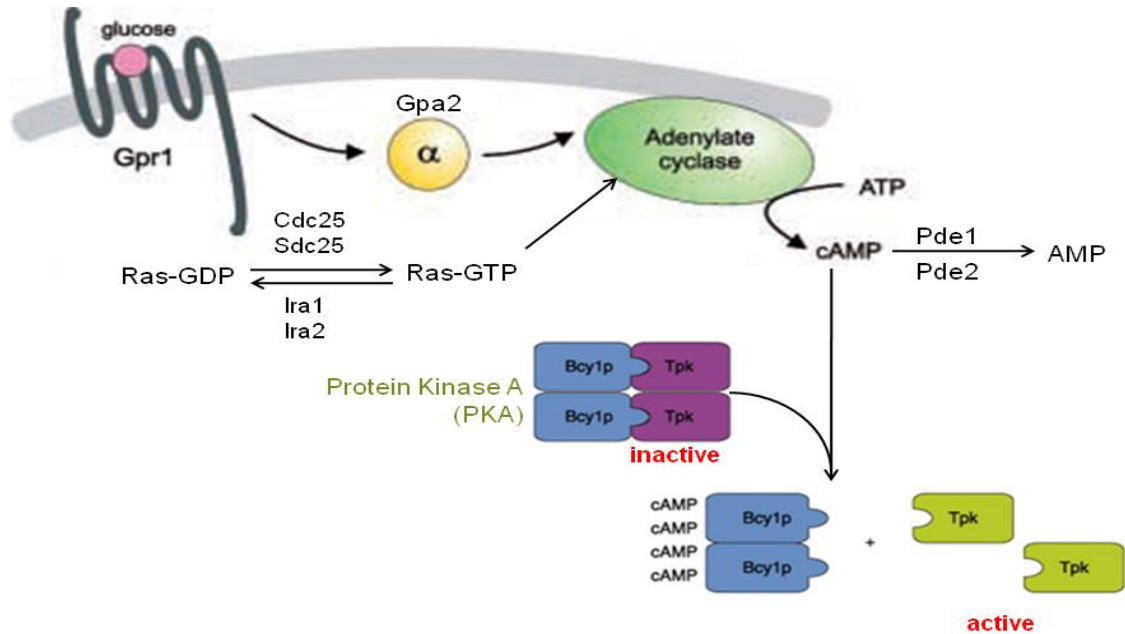 glucose
Gpr1
Gpa2
α
Adenylate
cyclase
ATP
cAMP
Pde1
Pde2
AMP
Cdc25
Sdc25
Ras-GDP
Ras-GTP
Ira1
Ira2
Protein Kinase A
(PKA)
Bcy1p
Tpk
Bcy1p
Tpk
inactive
cAMP
cAMP
cAMP
cAMP
Bcy1p
Bcy1p
+
Tpk
Tpk
active